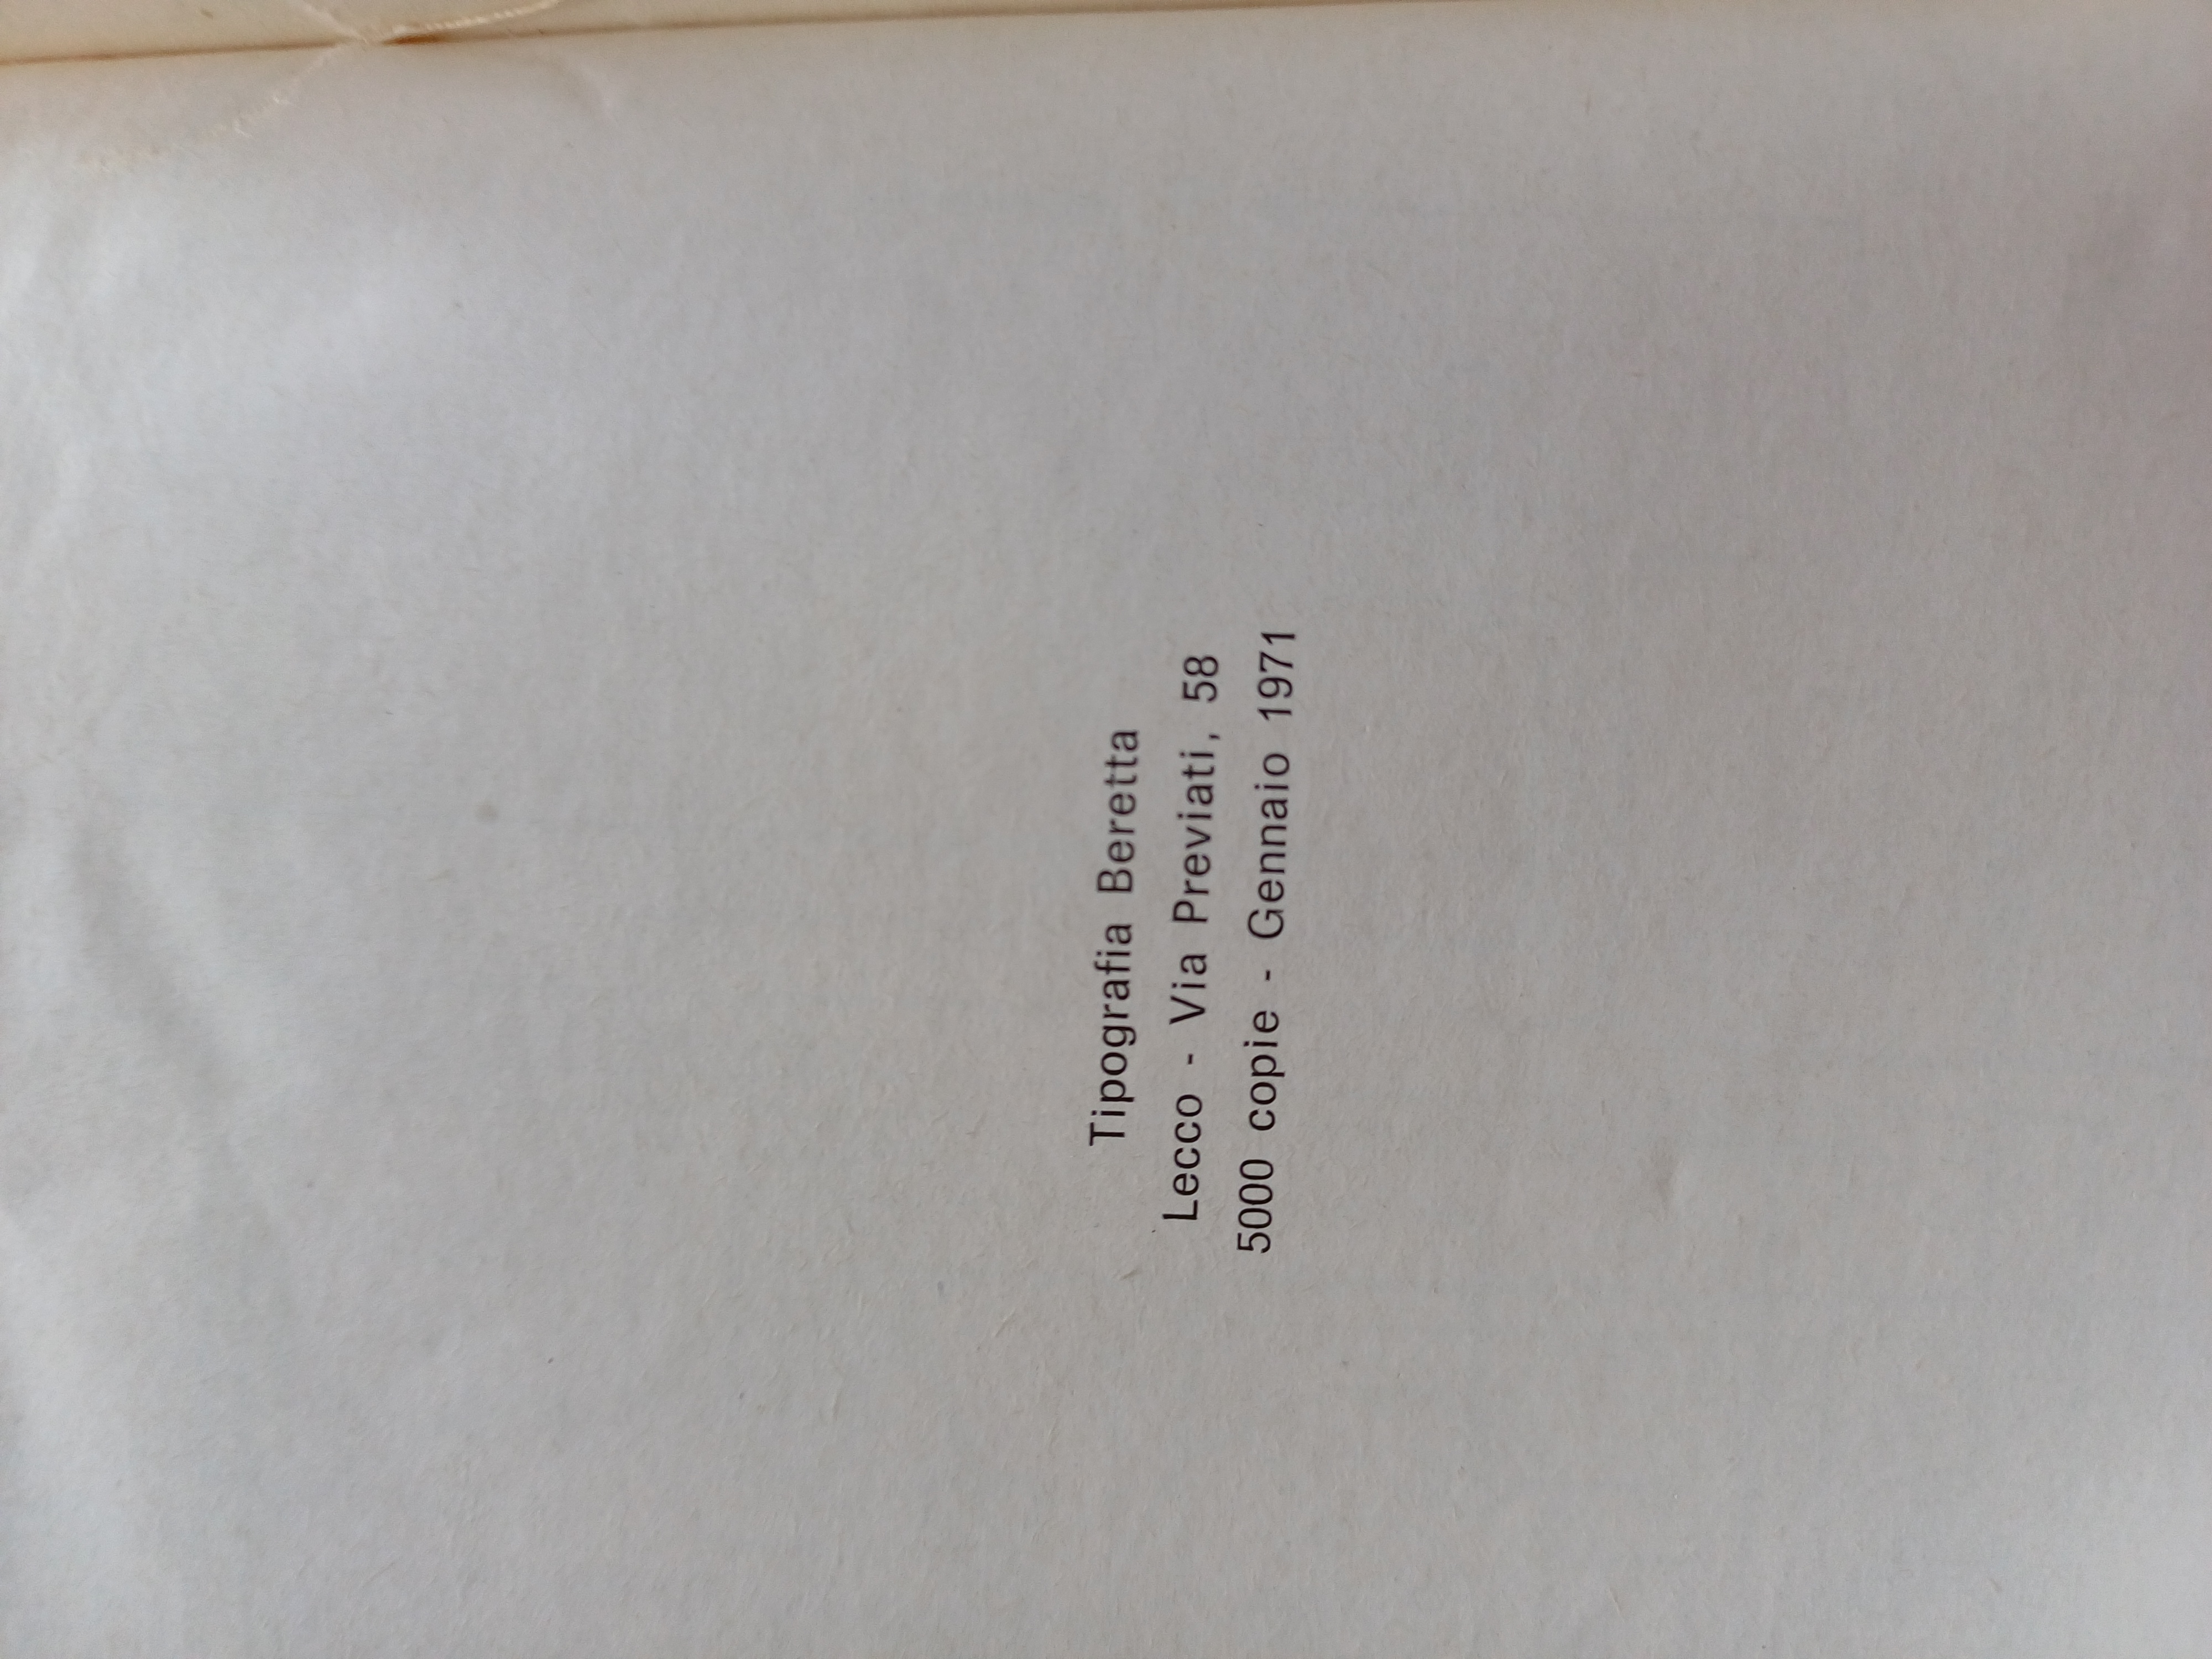 Tipografia Beretta
Lecco - Via Previati, 58
5000 copie - Gennaio 1971